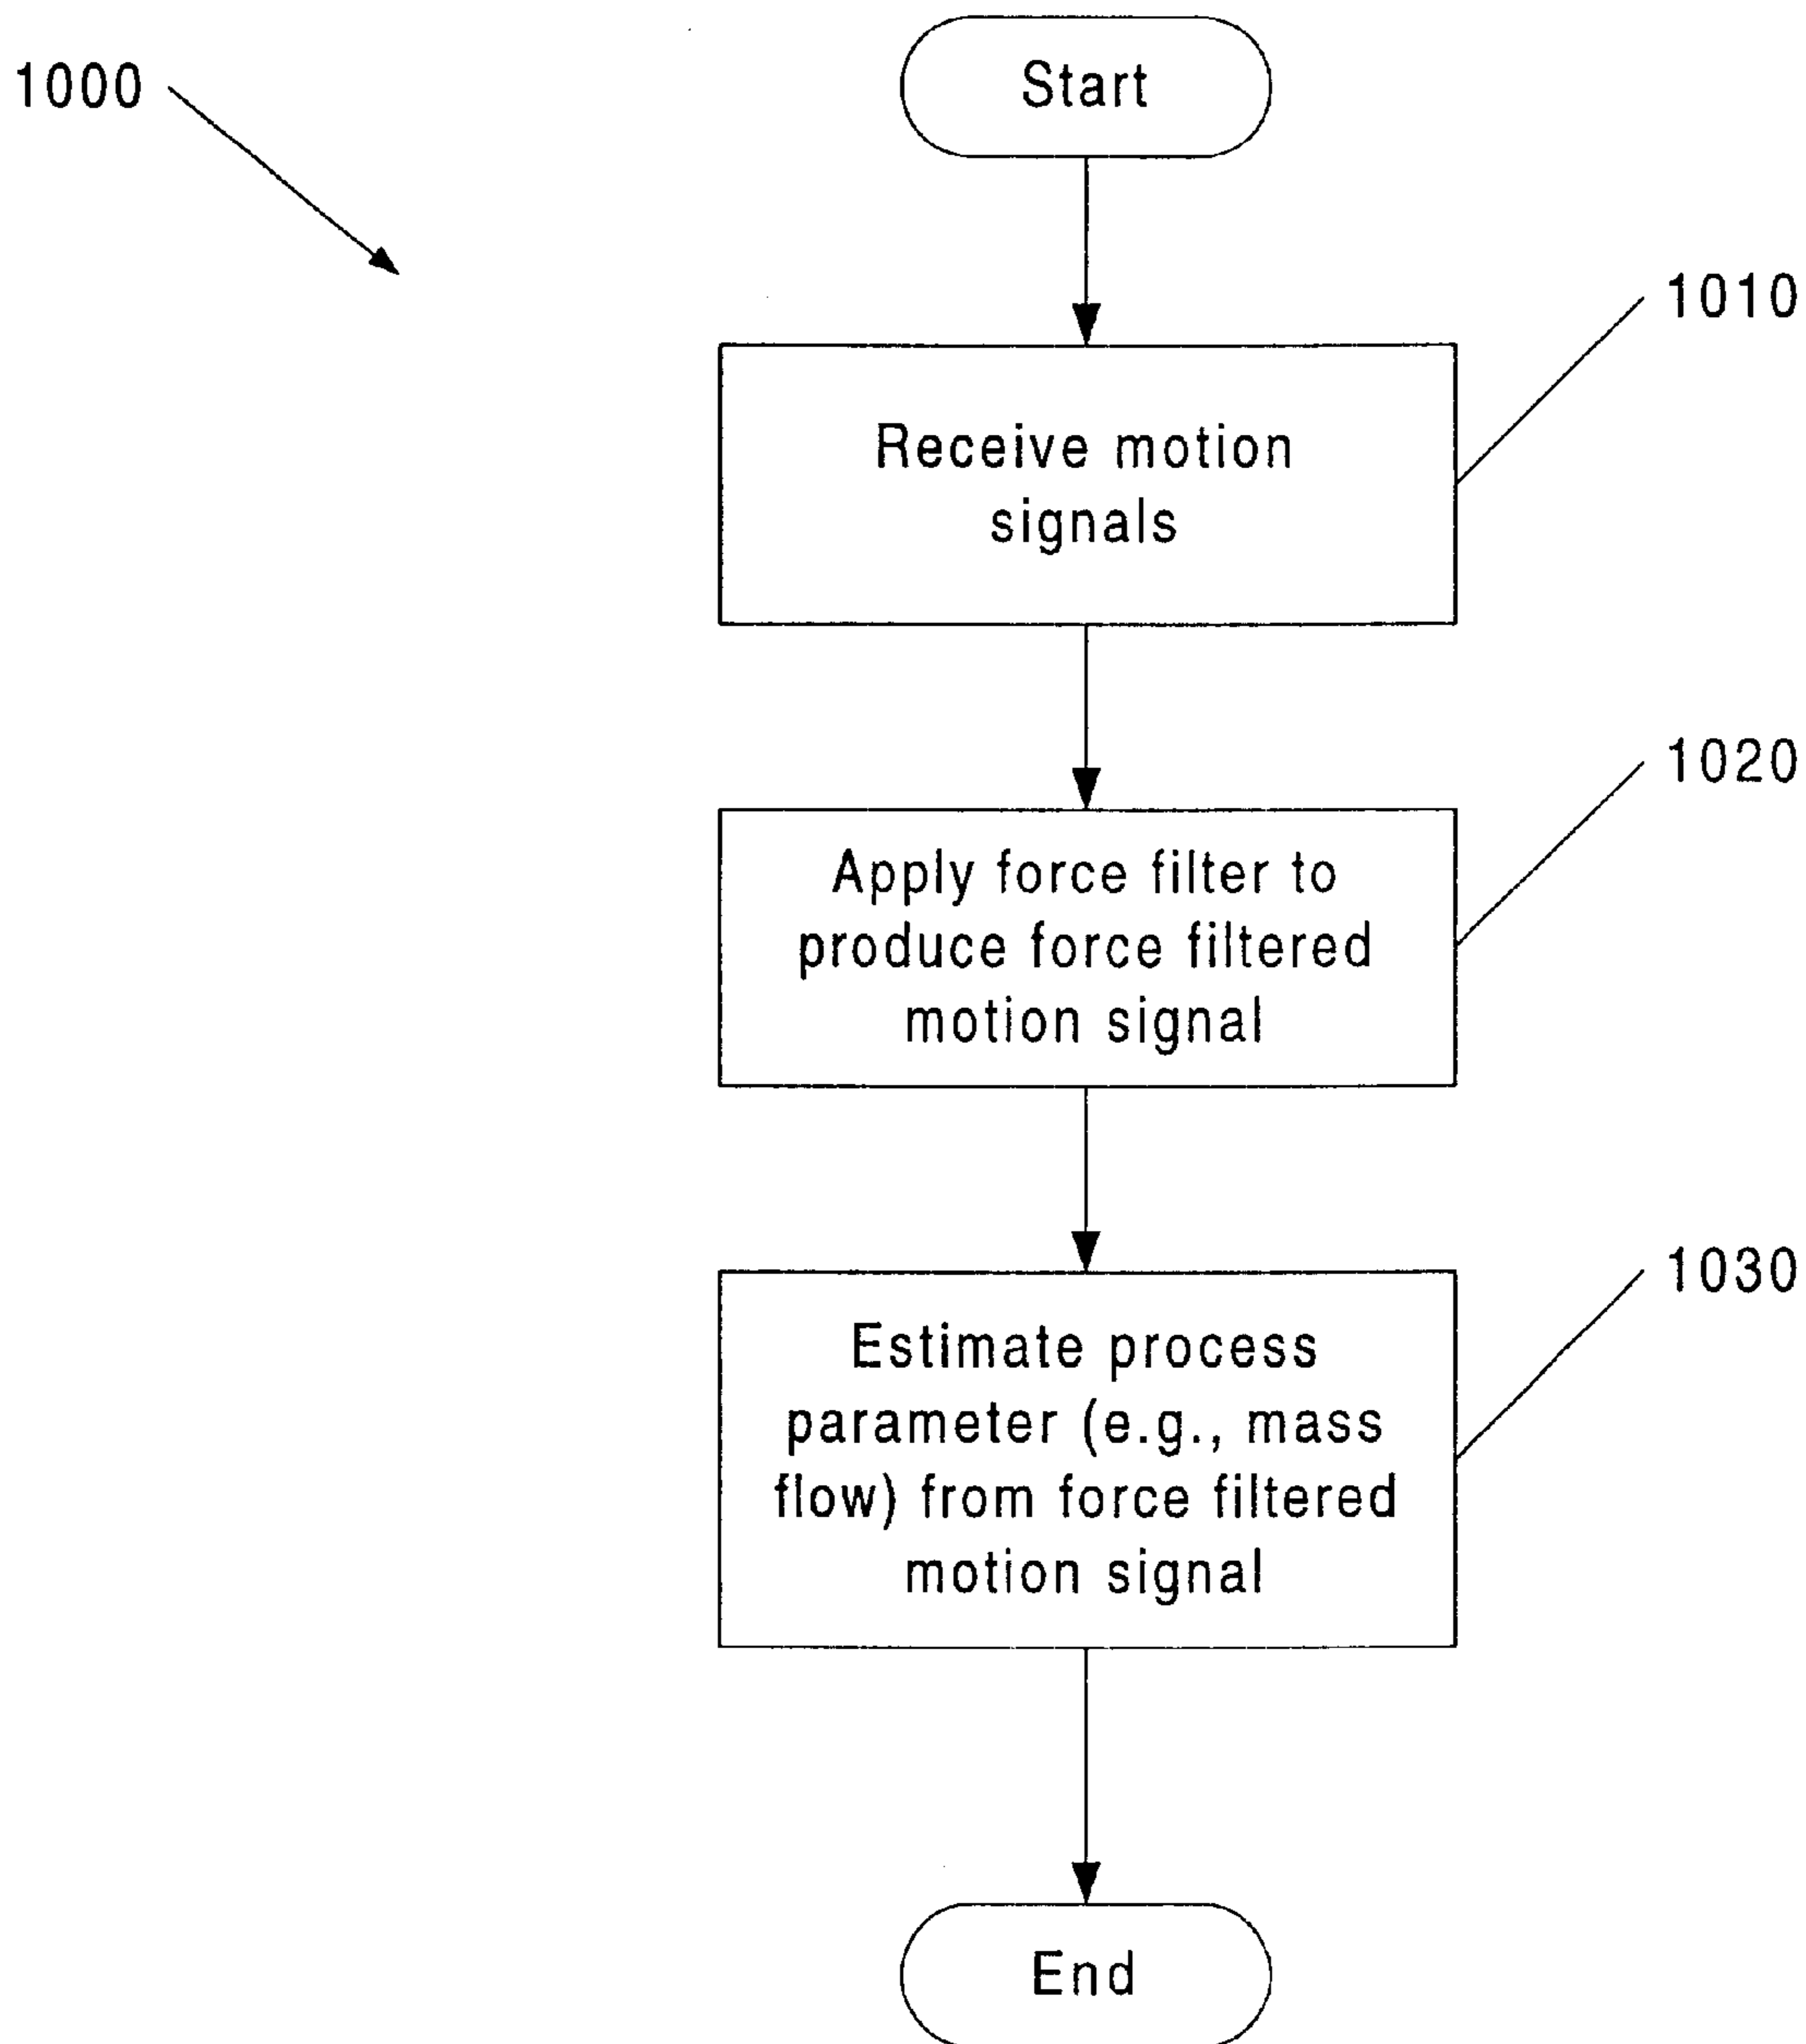 1000
Start
1010
Receive motion
signals
1020
Apply force filter to
produce force filtered
motion signal
1030
Estimate process
parameter (e.g., mass
flow) from force filtered
motion signal
End